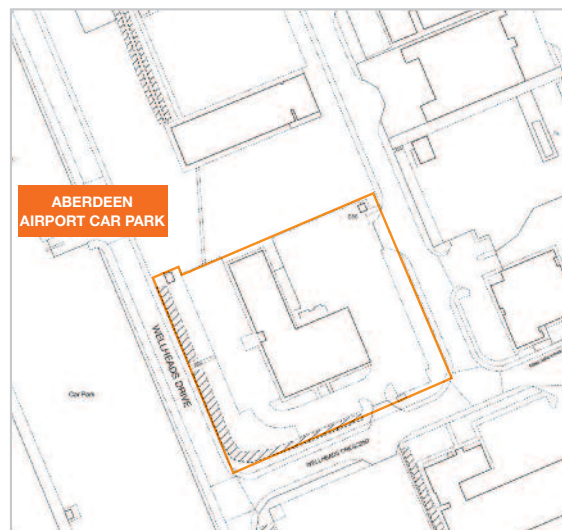 ABERDEEN
AIRPORT CAR PARK
WELLHEADS DRIVE
Car Park
WELLHEADS CRESCENT